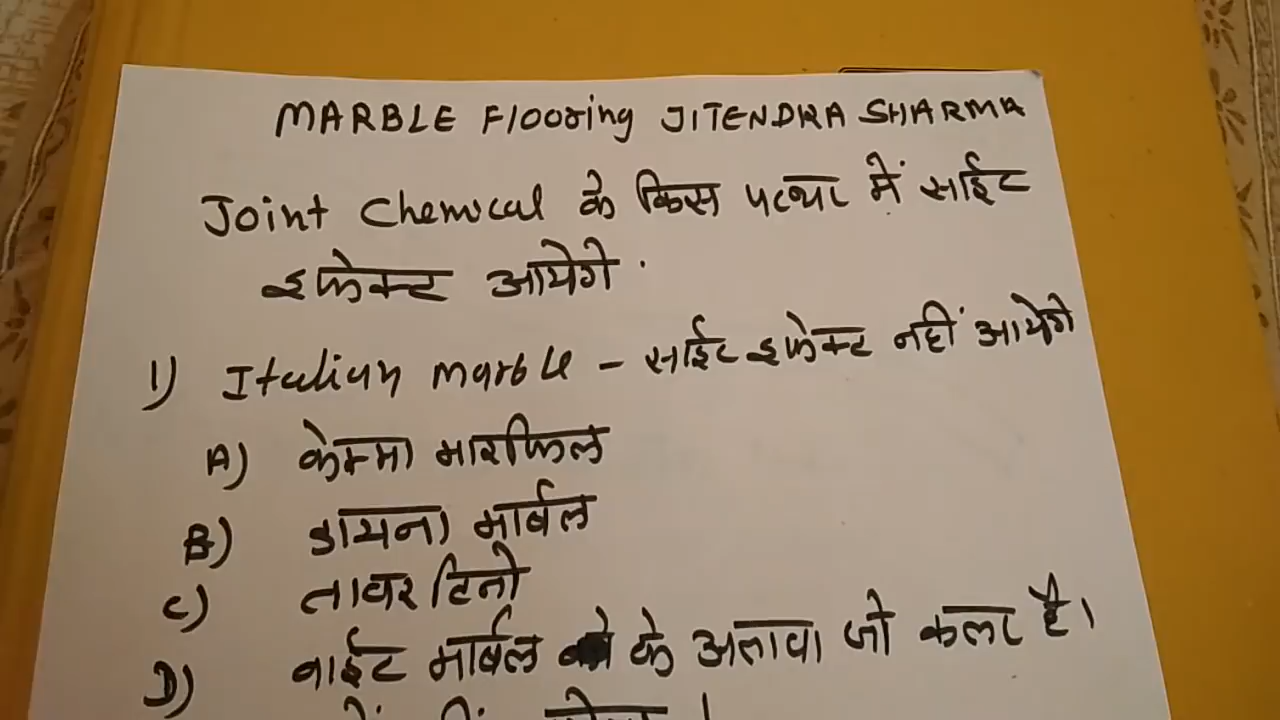 MARBLE Flooring JITENDRA SHARMA
Joint Chemical के किस पत्थर में साईट
इफेक्ट आयेगे .
1) Italian marble - साईट इफेक्ट नहीं आयेगे
A) केम्मा मारफिल
B) डायना मार्बल
C) तावर टिनो
D) वाईट मार्बल के अलावा जो कलर है।